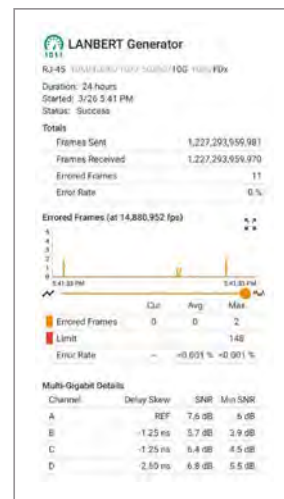 LANBERT Generator
1011
RJ-45 10G FDx
Duration: 24 hours
Started: 3/26 5:41 PM
Status: Success
Totals
Frames Sent 1,227,293,959,981
Frames Received 1,227,293,959,970
Errored Frames 11
Error Rate 0 %
Errored Frames (at 14,880,952 fps)
5
4
3
2
1
0
5:41:33 PM 5:41:33 PM
Cur Avg Max
Errored Frames 0 0 2
Limit 148
Error Rate -- <0.001 % <0.001 %
Multi-Gigabit Details
Channel Delay Skew SNR Min SNR
A REF 7.6 dB 6 dB
B -1.25 ns 5.7 dB 3.9 dB
C -1.25 ns 6.4 dB 4.5 dB
D -2.50 ns 6.8 dB 5.5 dB